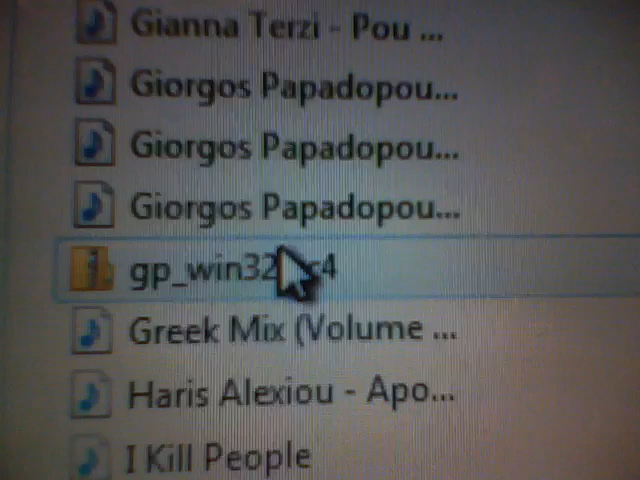 Gianna Terzi - Pou ...
Giorgos Papadopou...
Giorgos Papadopou...
Giorgos Papadopou...
gp_win32
Greek Mix (Volume ...
Haris Alexiou - Apo...
I Kill People